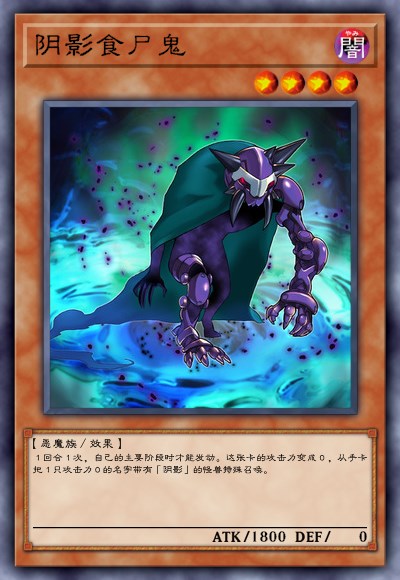 阴影食尸鬼
やみ
闇
【恶魔族／效果】
１回合１次，自己的主要阶段时才能发动。这张卡的攻击力变成０，从手卡
把１只攻击力０的名字带有「阴影」的怪兽特殊召唤。
ATK/1800 DEF/ 0